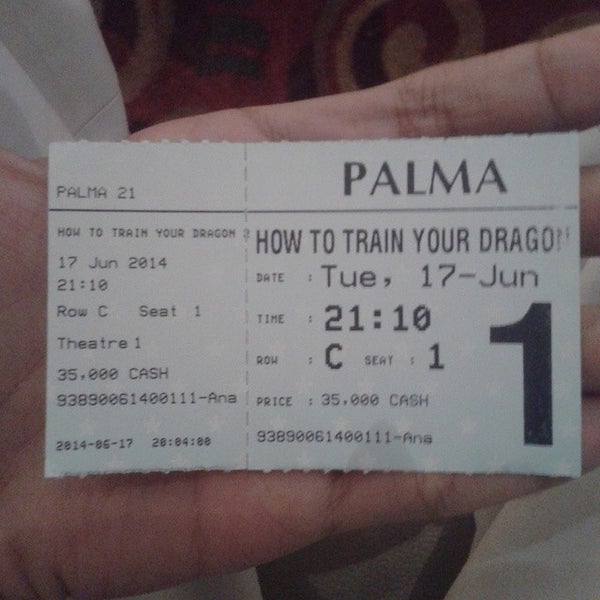 PALMA 21
HOW TO TRAIN YOUR DRAGON 2
17 Jun 2014
21:10
Row C Seat 1
Theatre 1
35,000 CASH
93890061400111-Ana
2014-06-17 20:04:00
PALMA
HOW TO TRAIN YOUR DRAGON
DATE : Tue, 17-Jun
TIME : 21:10
ROW : C SEAT : 1
PRICE : 35,000 CASH
93890061400111-Ana
1